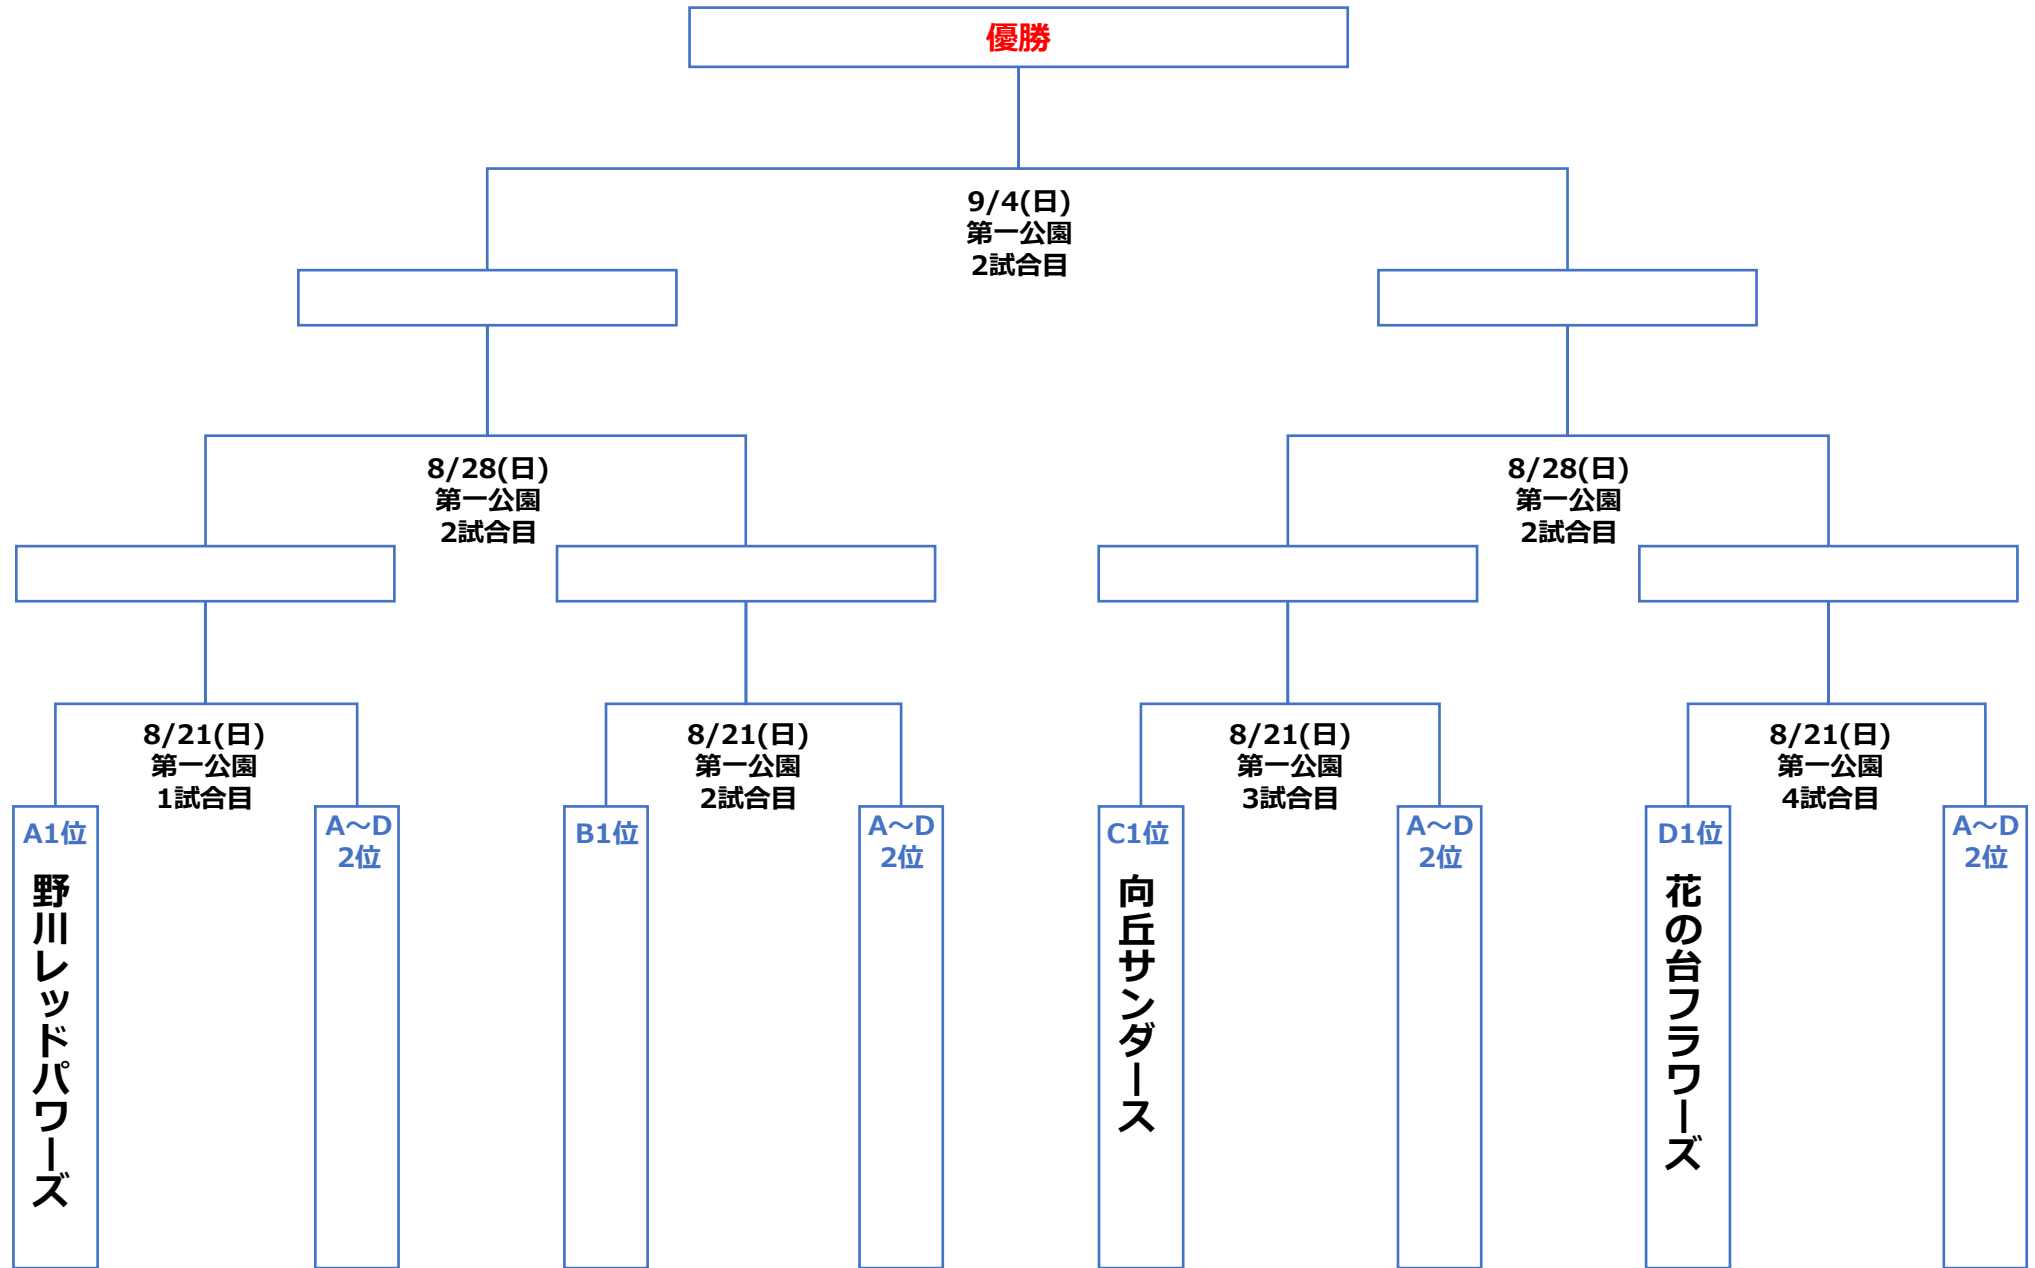 優勝
9/4(日)
第一公園
2試合目
8/28(日)
第一公園
2試合目
8/28(日)
第一公園
2試合目
8/21(日)
第一公園
1試合目
8/21(日)
第一公園
2試合目
8/21(日)
第一公園
3試合目
8/21(日)
第一公園
4試合目
A1位
野川レッドパワーズ
A～D
2位
B1位
A～D
2位
C1位
向丘サンダース
A～D
2位
D1位
花の台フラワーズ
A～D
2位